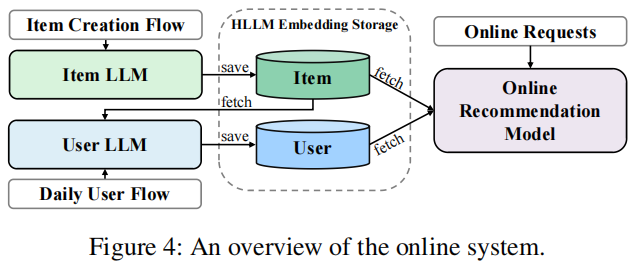 Item Creation Flow
HLLM Embedding Storage
Online Requests
Item LLM
save
Item
fetch
fetch
Online
Recommendation
Model
User LLM
save
User
fetch
Daily User Flow
Figure 4: An overview of the online system.